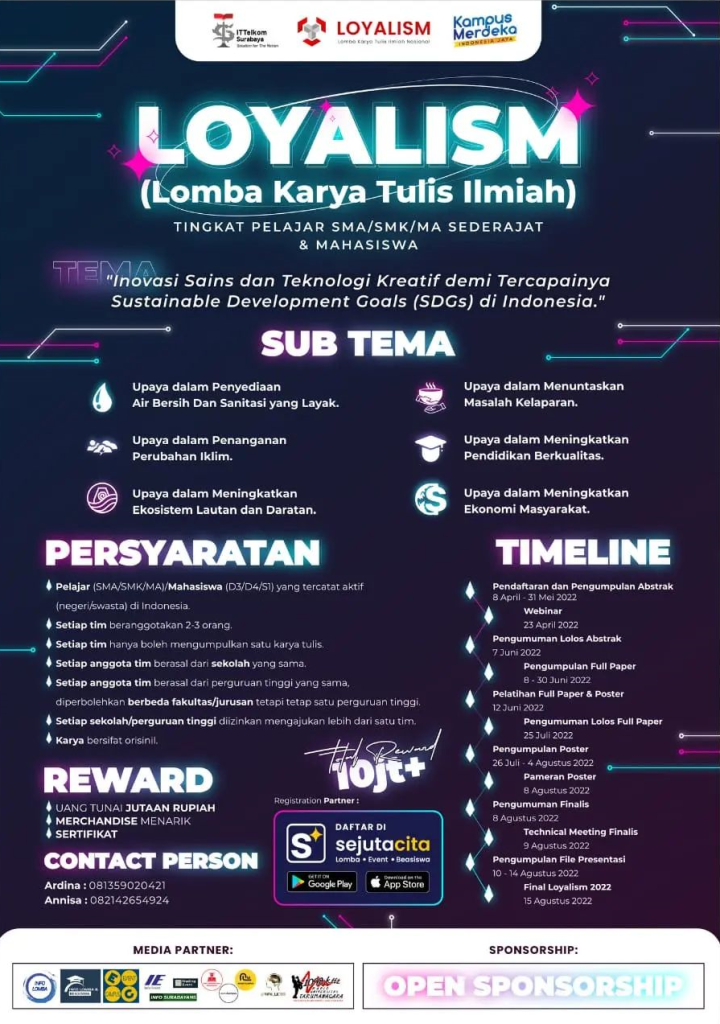 ITTelkom
Surabaya
LOYALISM
Lomba Karya Tulis Ilmiah Nasional
Kampus
Merdeka
INDONESIA JAYA
LOYALISM
(Lomba Karya Tulis Ilmiah)
TINGKAT PELAJAR SMA/SMK/MA SEDERAJAT
& MAHASISWA
TEMA
"Inovasi Sains dan Teknologi Kreatif demi Tercapainya
Sustainable Development Goals (SDGs) di Indonesia."
SUB TEMA
Upaya dalam Penyediaan
Air Bersih Dan Sanitasi yang Layak.
Upaya dalam Penanganan
Perubahan Iklim.
Upaya dalam Meningkatkan
Ekosistem Lautan dan Daratan.
Upaya dalam Menuntaskan
Masalah Kelaparan.
Upaya dalam Meningkatkan
Pendidikan Berkualitas.
Upaya dalam Meningkatkan
Ekonomi Masyarakat.
PERSYARATAN
Pelajar (SMA/SMK/MA)/Mahasiswa (D3/D4/S1) yang tercatat aktif
(negeri/swasta) di Indonesia.
Setiap tim beranggotakan 2-3 orang.
Setiap tim hanya boleh mengumpulkan satu karya tulis.
Setiap anggota tim berasal dari sekolah yang sama.
Setiap anggota tim berasal dari perguruan tinggi yang sama,
diperbolehkan berbeda fakultas/jurusan tetapi tetap satu perguruan tinggi.
Setiap sekolah/perguruan tinggi diizinkan mengajukan lebih dari satu tim.
Karya bersifat orisinil.
TIMELINE
Pendaftaran dan Pengumpulan Abstrak
8 April - 31 Mei 2022
Webinar
23 April 2022
Pengumuman Lolos Abstrak
7 Juni 2022
Pengumpulan Full Paper
8 - 30 Juni 2022
Pelatihan Full Paper & Poster
12 Juni 2022
Pengumuman Lolos Full Paper
25 Juli 2022
Pengumpulan Poster
26 Juli - 4 Agustus 2022
Pameran Poster
8 Agustus 2022
Pengumuman Finalis
8 Agustus 2022
Technical Meeting Finalis
9 Agustus 2022
Pengumpulan File Presentasi
10 - 14 Agustus 2022
Final Loyalism 2022
15 Agustus 2022
REWARD
UANG TUNAI JUTAAN RUPIAH
MERCHANDISE MENARIK
SERTIFIKAT
Total Reward
10jt+
CONTACT PERSON
Ardina : 081359020421
Annisa : 082142654924
Registration Partner :
S
DAFTAR DI
sejutacita
Lomba • Event • Beasiswa
GET IT ON
Google Play
Download on the
App Store
MEDIA PARTNER:
INFO
LOMBA
IE
INFO SURABAYANS
TARUMANAGARA
SPONSORSHIP:
OPEN SPONSORSHIP